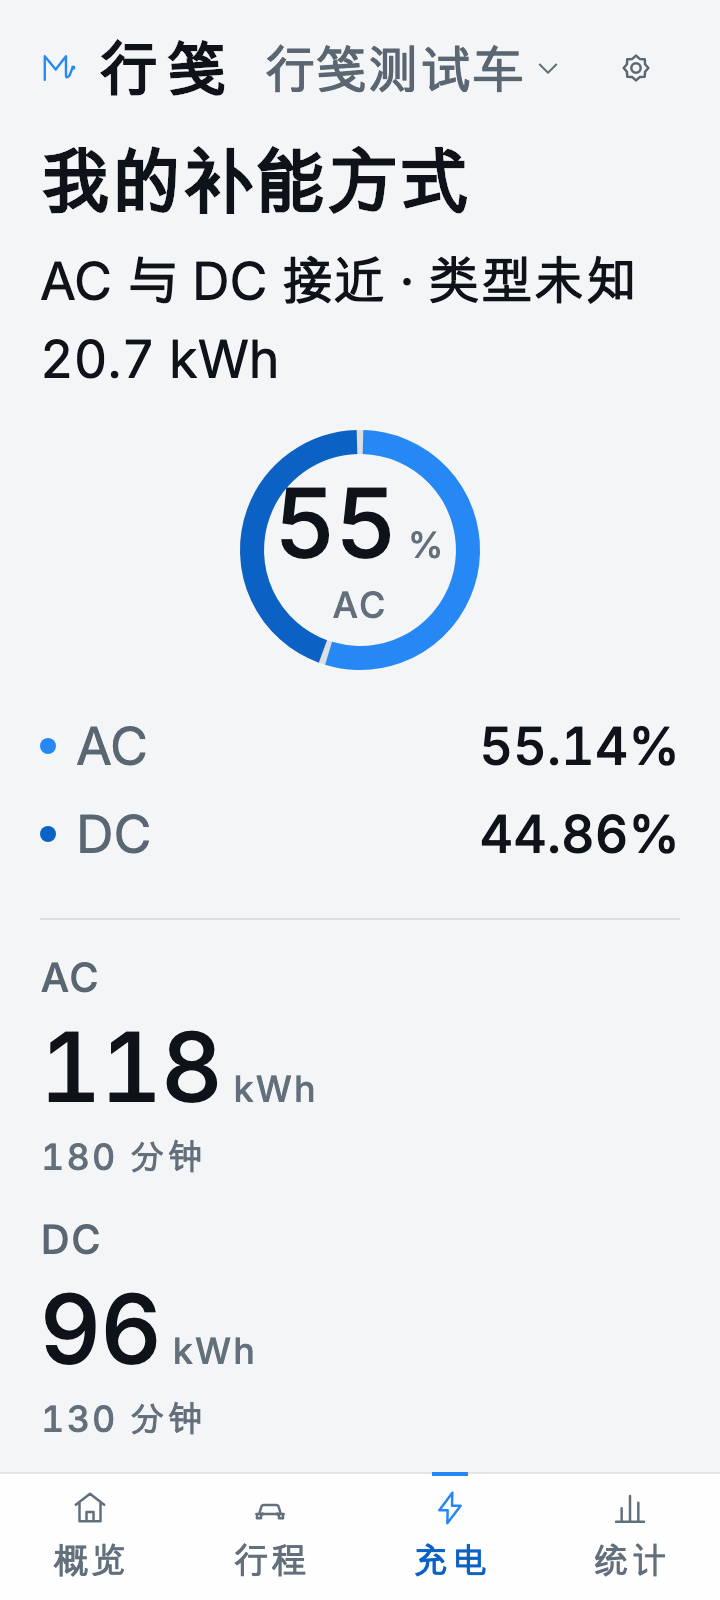 行笺 行笺测试车
我的补能方式
AC 与 DC 接近 · 类型未知
20.7 kWh
55 %
AC
AC 55.14%
DC 44.86%
AC
118 kWh
180 分钟
DC
96 kWh
130 分钟
概览 行程 充电 统计